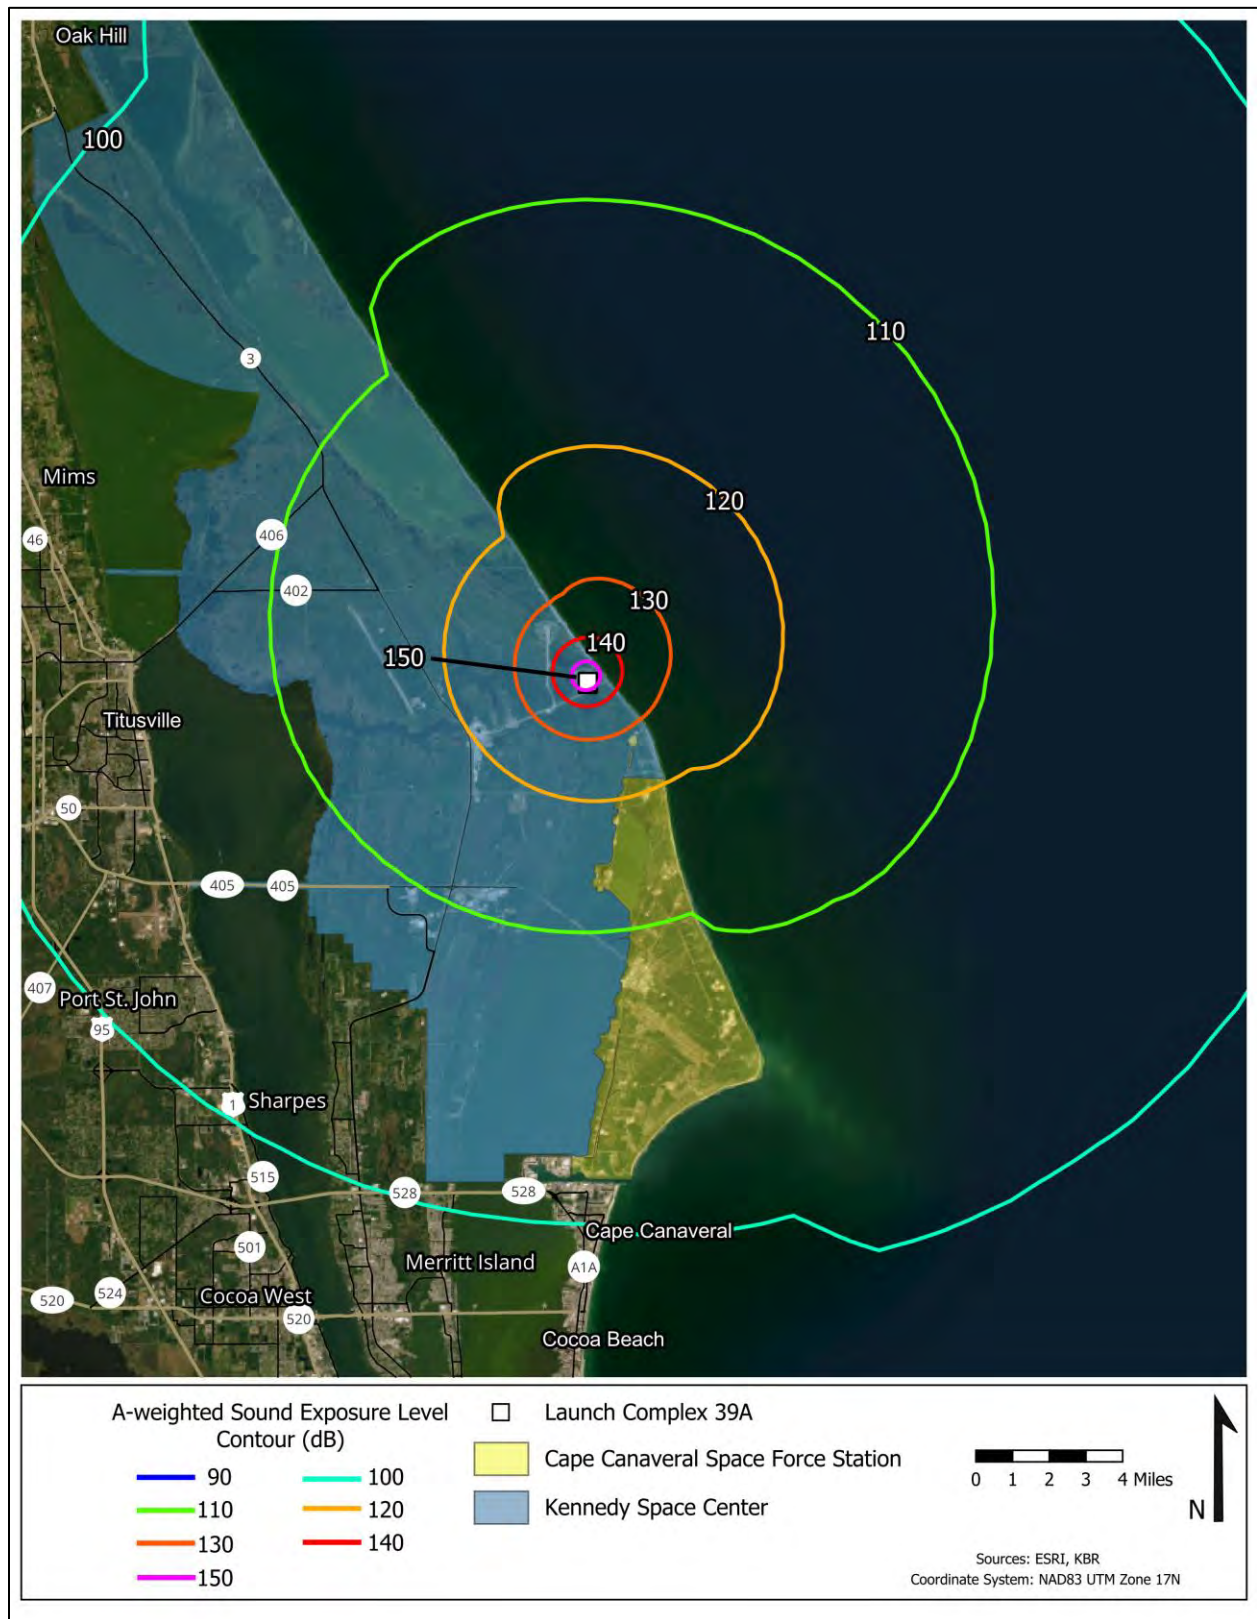 Oak Hill
100
110
3
Mims
120
406
46
402
130
140
150
Titusville
50
405
405
407
Port St. John
95
1
Sharpes
515
528
528
Cape Canaveral
501
Merritt Island
A1A
524
Cocoa West
520
520
Cocoa Beach
A-weighted Sound Exposure Level
Contour (dB)
90
100
110
120
130
140
150
Launch Complex 39A
Cape Canaveral Space Force Station
Kennedy Space Center
0 1 2 3 4 Miles
N
Sources: ESRI, KBR
Coordinate System: NAD83 UTM Zone 17N